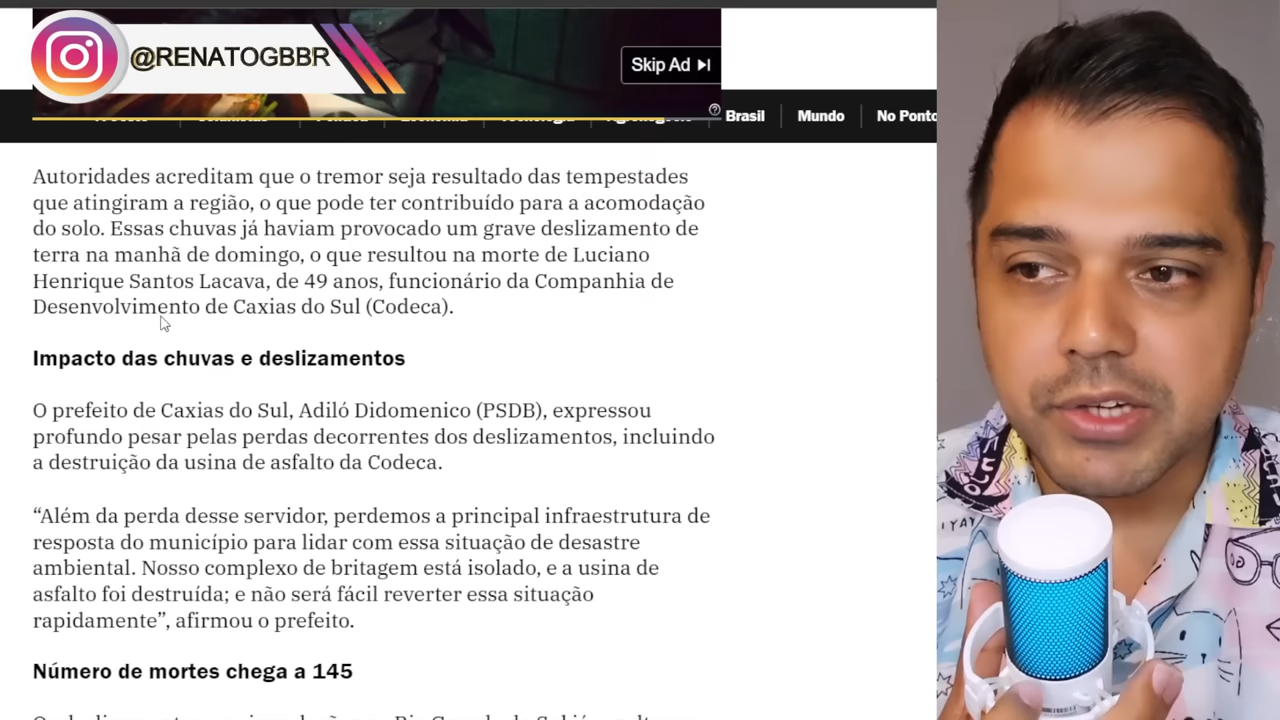 @RENATOGBBR
Skip Ad
Brasil
Mundo
No Ponto
Autoridades acreditam que o tremor seja resultado das tempestades
que atingiram a região, o que pode ter contribuído para a acomodação
do solo. Essas chuvas já haviam provocado um grave deslizamento de
terra na manhã de domingo, o que resultou na morte de Luciano
Henrique Santos Lacava, de 49 anos, funcionário da Companhia de
Desenvolvimento de Caxias do Sul (Codeca).
Impacto das chuvas e deslizamentos
O prefeito de Caxias do Sul, Adiló Didomenico (PSDB), expressou
profundo pesar pelas perdas decorrentes dos deslizamentos, incluindo
a destruição da usina de asfalto da Codeca.
“Além da perda desse servidor, perdemos a principal infraestrutura de
resposta do município para lidar com essa situação de desastre
ambiental. Nosso complexo de britagem está isolado, e a usina de
asfalto foi destruída; e não será fácil reverter essa situação
rapidamente”, afirmou o prefeito.
Número de mortes chega a 145